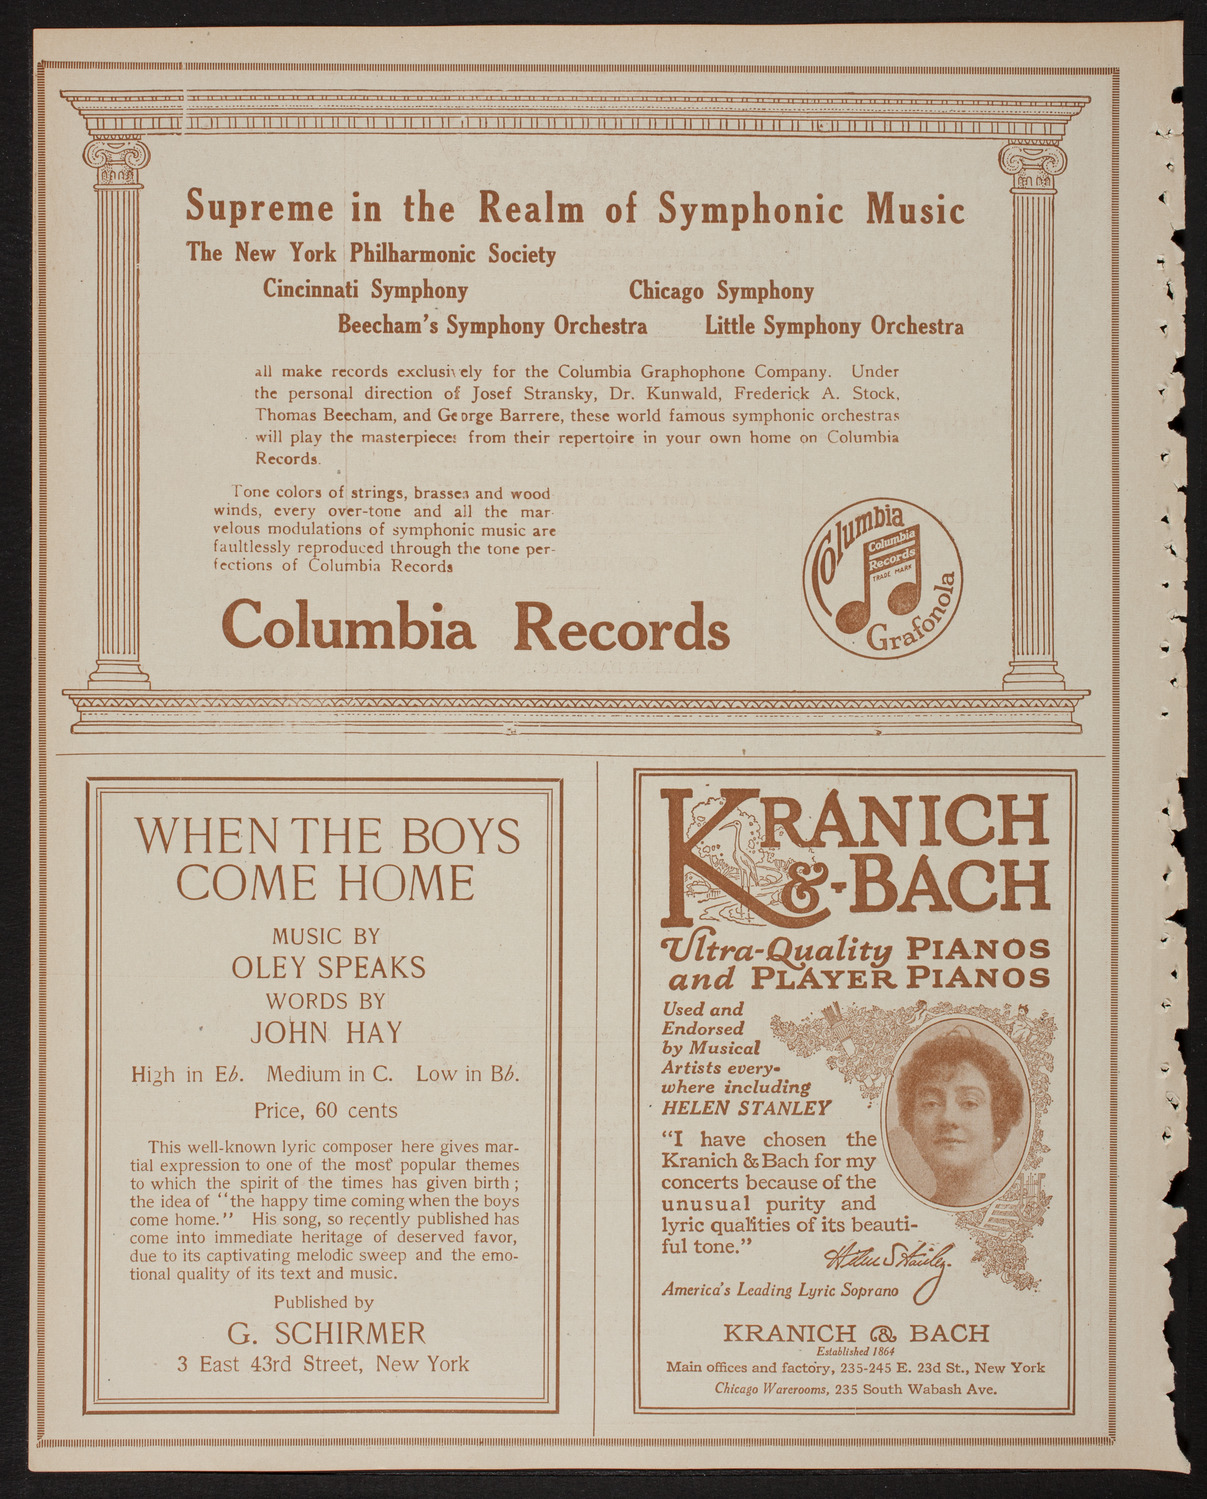 Supreme in the Realm of Symphonic Music
The New York Philharmonic Society
Cincinnati Symphony Chicago Symphony
Beecham's Symphony Orchestra Little Symphony Orchestra
all make records exclusively for the Columbia Graphophone Company. Under
the personal direction of Josef Stransky, Dr. Kunwald, Frederick A. Stock,
Thomas Beecham, and George Barrere, these world famous symphonic orchestras
will play the masterpieces from their repertoire in your own home on Columbia
Records.
Tone colors of strings, brasses and wood
winds, every over-tone and all the mar-
velous modulations of symphonic music are
faultlessly reproduced through the tone per-
fections of Columbia Records
Columbia Records
Columbia
Columbia
Records
TRADE MARK
Grafonola
WHEN THE BOYS
COME HOME
MUSIC BY
OLEY SPEAKS
WORDS BY
JOHN HAY
High in E♭. Medium in C. Low in B♭.
Price, 60 cents
This well-known lyric composer here gives mar-
tial expression to one of the most popular themes
to which the spirit of the times has given birth;
the idea of "the happy time coming when the boys
come home." His song, so recently published has
come into immediate heritage of deserved favor,
due to its captivating melodic sweep and the emo-
tional quality of its text and music.
Published by
G. SCHIRMER
3 East 43rd Street, New York
KRANICH
&-BACH
Ultra-Quality PIANOS
and PLAYER PIANOS
Used and
Endorsed
by Musical
Artists every-
where including
HELEN STANLEY
"I have chosen the
Kranich & Bach for my
concerts because of the
unusual purity and
lyric qualities of its beauti-
ful tone."
Helen Stanley.
America's Leading Lyric Soprano
KRANICH & BACH
Established 1864
Main offices and factory, 235-245 E. 23d St., New York
Chicago Warerooms, 235 South Wabash Ave.